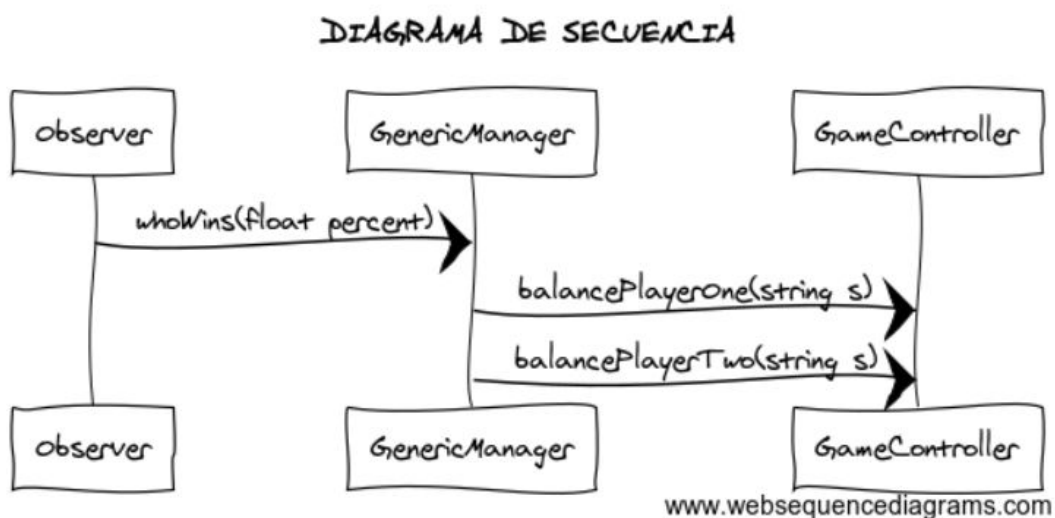 DIAGRAMA DE SECUENCIA
Observer
GenericManager
GameController
whoWins(float percent)
balancePlayerOne(string s)
balancePlayerTwo(string s)
Observer
GenericManager
GameController
www.websequencediagrams.com